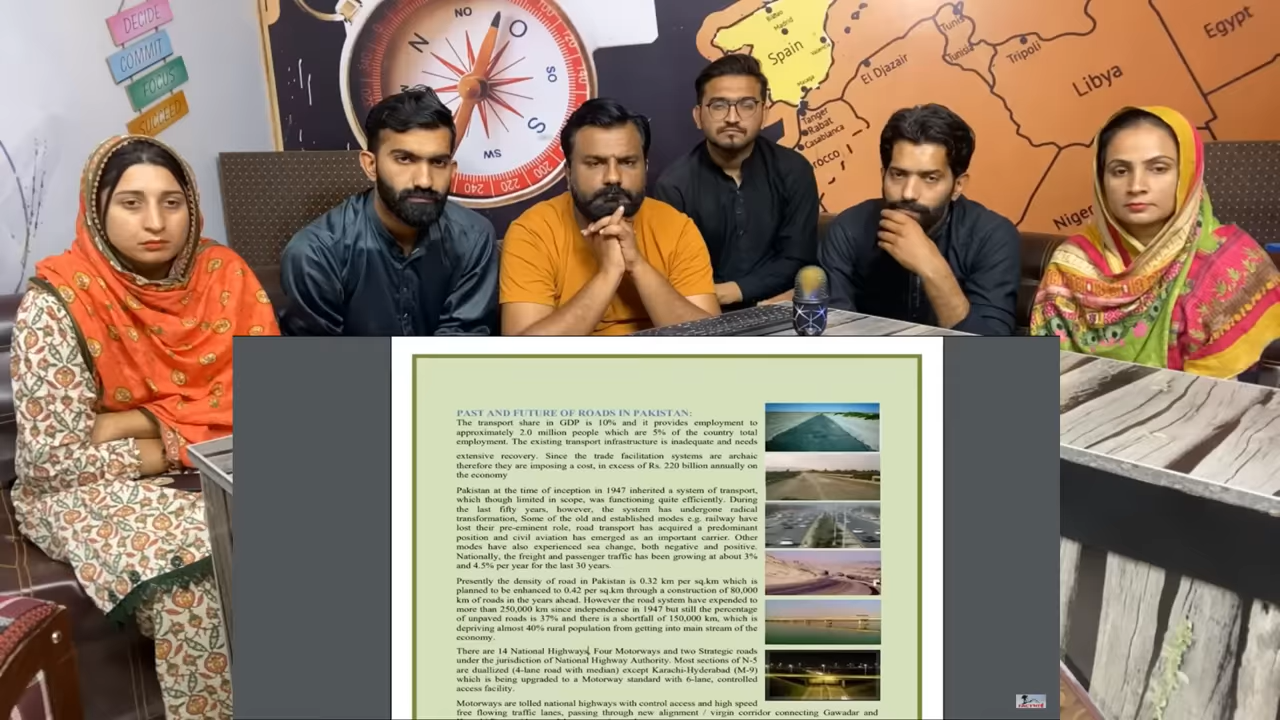 DECIDE
COMMIT
FOCUS
SUCCEED
NO
N
O
SO
S
SW
200
220
240
Bilbao
Madrid
Spain
Valencia
Malaga
Tanger
Rabat
Casablanca
El Djazair
Tunis
Tunisia
Tripoli
Libya
Egypt
Niger
PAST AND FUTURE OF ROADS IN PAKISTAN:
The transport share in GDP is 10% and it provides employment to
approximately 2.0 million people which are 5% of the country total
employment. The existing transport infrastructure is inadequate and needs
extensive recovery. Since the trade facilitation systems are archaic
therefore they are imposing a cost, in excess of Rs. 220 billion annually on
the economy
Pakistan at the time of inception in 1947 inherited a system of transport,
which though limited in scope, was functioning quite efficiently. During
the last fifty years, however, the system has undergone radical
transformation, Some of the old and established modes e.g. railway have
lost their pre-eminent role, road transport has acquired a predominant
position and civil aviation has emerged as an important carrier. Other
modes have also experienced sea change, both negative and positive.
Nationally, the freight and passenger traffic has been growing at about 3%
and 4.5% per year for the last 30 years.
Presently the density of road in Pakistan is 0.32 km per sq.km which is
planned to be enhanced to 0.42 per sq.km through a construction of 80,000
km of roads in the years ahead. However the road system have expended to
more than 250,000 km since independence in 1947 but still the percentage
of unpaved roads is 37% and there is a shortfall of 150,000 km, which is
depriving almost 40% rural population from getting into main stream of the
economy.
There are 14 National Highways, Four Motorways and two Strategic roads
under the jurisdiction of National Highway Authority. Most sections of N-5
are duallized (4-lane road with median) except Karachi-Hyderabad (M-9)
which is being upgraded to a Motorway standard with 6-lane, controlled
access facility.
Motorways are tolled national highways with control access and high speed
free flowing traffic lanes, passing through new alignment / virgin corridor connecting Gawadar and